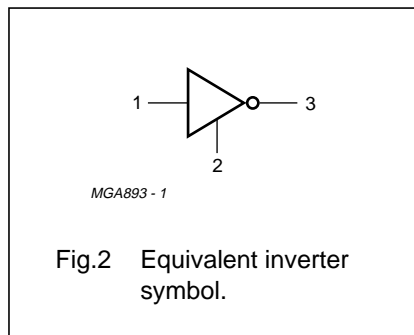 1
3
2
MGA893 - 1
Fig.2 Equivalent inverter
symbol.